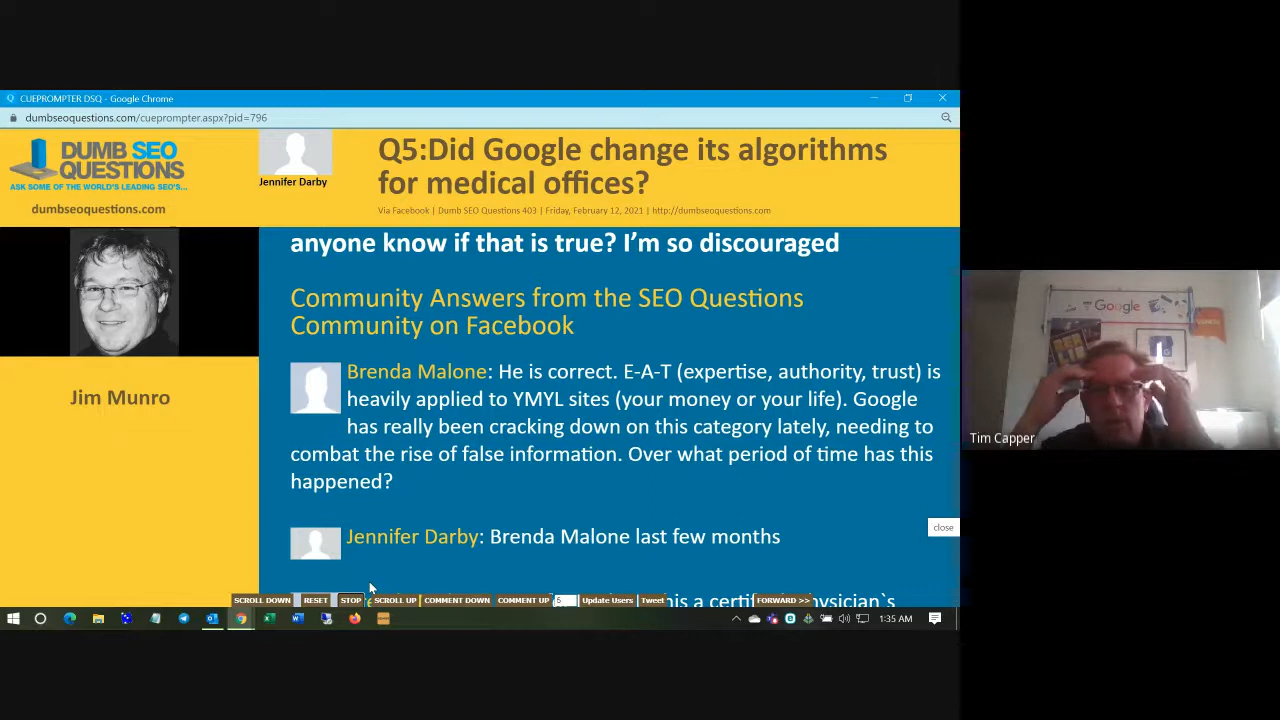 CUEPROMPTER DSQ - Google Chrome
dumbseoquestions.com/cueprompter.aspx?pid=796
DUMB SEO
QUESTIONS
ASK SOME OF THE WORLD'S LEADING SEO'S...
dumbseoquestions.com
Jennifer Darby
Q5:Did Google change its algorithms
for medical offices?
Via Facebook | Dumb SEO Questions 403 | Friday, February 12, 2021 | http://dumbseoquestions.com
Jim Munro
anyone know if that is true? I'm so discouraged
Community Answers from the SEO Questions
Community on Facebook
Brenda Malone: He is correct. E-A-T (expertise, authority, trust) is
heavily applied to YMYL sites (your money or your life). Google
has really been cracking down on this category lately, needing to
combat the rise of false information. Over what period of time has this
happened?
Jennifer Darby: Brenda Malone last few months
close
his a certif ysician`s
SCROLL DOWN RESET STOP SCROLL UP COMMENT DOWN COMMENT UP 5 Update Users Tweet FORWARD >>
1:35 AM
Google
Tim Capper